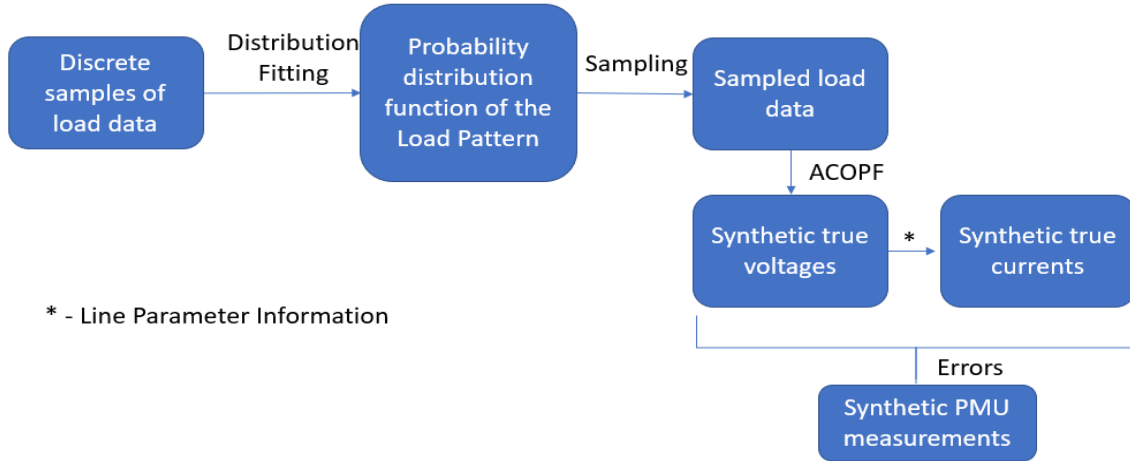 Discrete
samples of
load data
Distribution
Fitting
Probability
distribution
function of the
Load Pattern
Sampling
Sampled load
data
ACOPF
Synthetic true
voltages
*
Synthetic true
currents
* - Line Parameter Information
Errors
Synthetic PMU
measurements